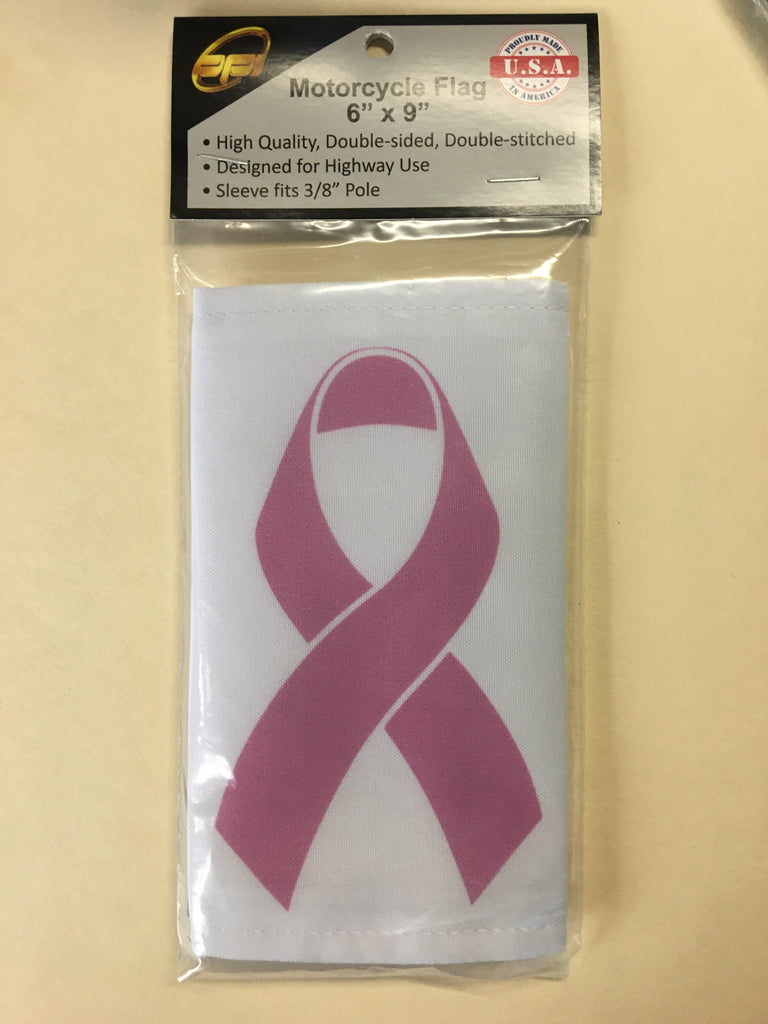 PPI
PROUDLY MADE
U.S.A.
IN AMERICA
Motorcycle Flag
6” x 9”
• High Quality, Double-sided, Double-stitched
• Designed for Highway Use
• Sleeve fits 3/8” Pole